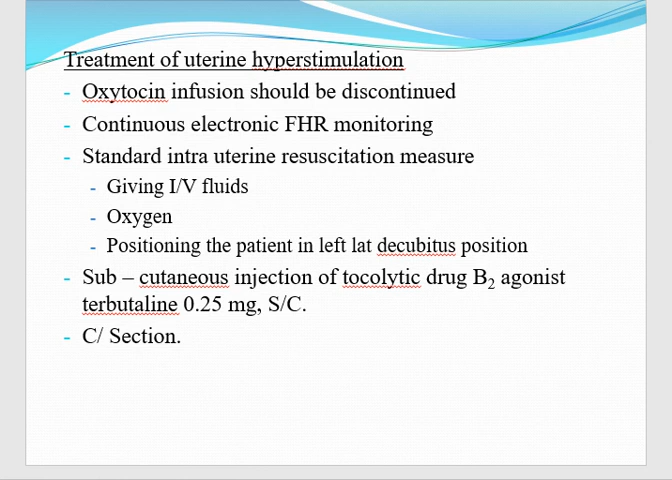 Treatment of uterine hyperstimulation
- Oxytocin infusion should be discontinued
- Continuous electronic FHR monitoring
- Standard intra uterine resuscitation measure
- Giving I/V fluids
- Oxygen
- Positioning the patient in left lat decubitus position
- Sub – cutaneous injection of tocolytic drug B₂ agonist
terbutaline 0.25 mg, S/C.
- C/ Section.